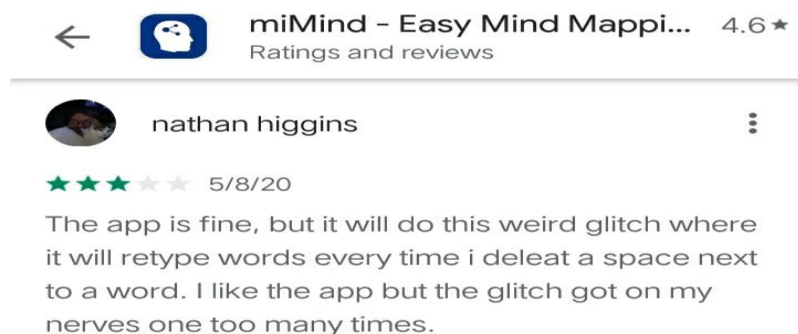 miMind - Easy Mind Mappi... 4.6★
Ratings and reviews
nathan higgins
5/8/20
The app is fine, but it will do this weird glitch where
it will retype words every time i deleat a space next
to a word. I like the app but the glitch got on my
nerves one too many times.